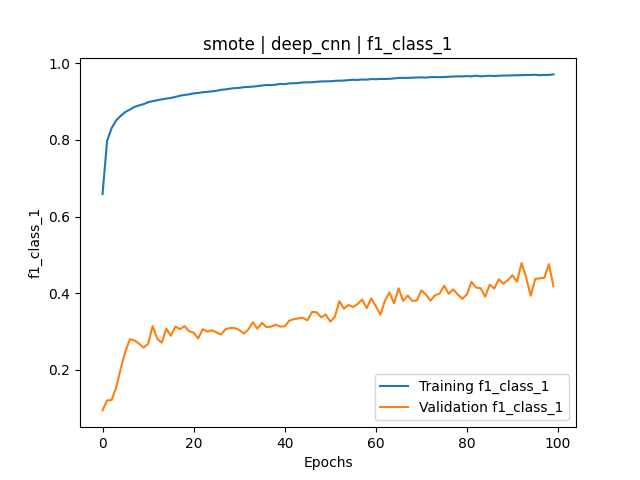 smote | deep_cnn | f1_class_1
f1_class_1
1.0
0.8
0.6
0.4
0.2
0 20 40 60 80 100
Epochs
Training f1_class_1
Validation f1_class_1